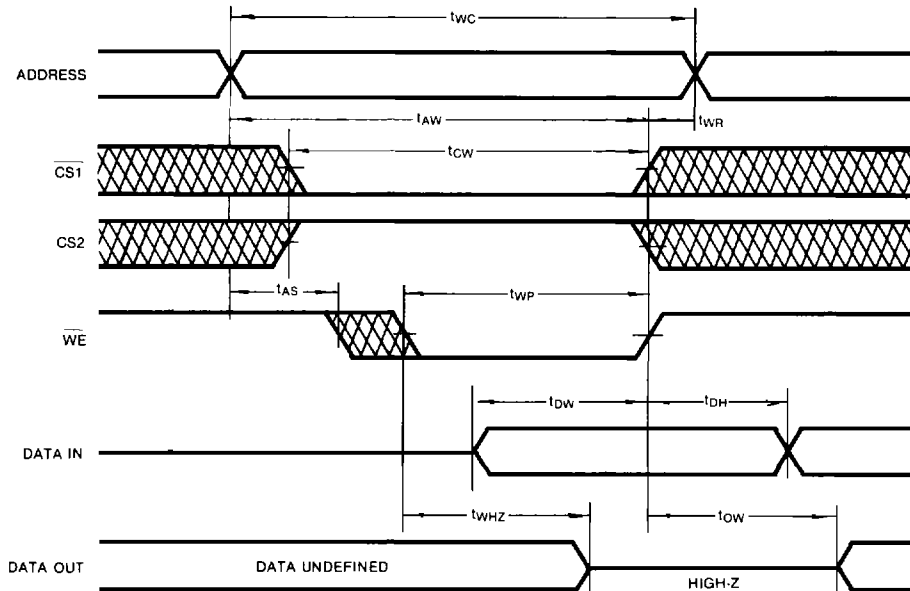 tWC
ADDRESS
tAW
tWR
tCW
CS1
CS2
tAS
tWP
WE
tDW
tDH
DATA IN
tWHZ
tOW
DATA OUT
DATA UNDEFINED
HIGH-Z